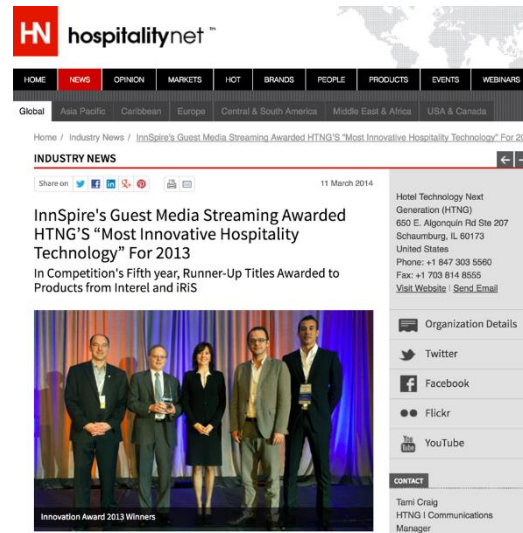 HN hospitalitynet ™
HOME NEWS OPINION MARKETS HOT BRANDS PEOPLE PRODUCTS EVENTS WEBINARS
Global Asia Pacific Caribbean Europe Central & South America Middle East & Africa USA & Canada
Home / Industry News / InnSpire's Guest Media Streaming Awarded HTNG'S "Most Innovative Hospitality Technology" For 20
INDUSTRY NEWS
Share on
11 March 2014
InnSpire's Guest Media Streaming Awarded
HTNG'S “Most Innovative Hospitality
Technology” For 2013
In Competition's Fifth year, Runner-Up Titles Awarded to
Products from Interel and iRiS
Innovation Award 2013 Winners
Hotel Technology Next
Generation (HTNG)
650 E. Algonquin Rd Ste 207
Schaumburg, IL 60173
United States
Phone: +1 847 303 5560
Fax: +1 703 814 8555
Visit Website | Send Email
Organization Details
Twitter
Facebook
Flickr
You Tube YouTube
CONTACT
Tami Craig
HTNG | Communications
Manager